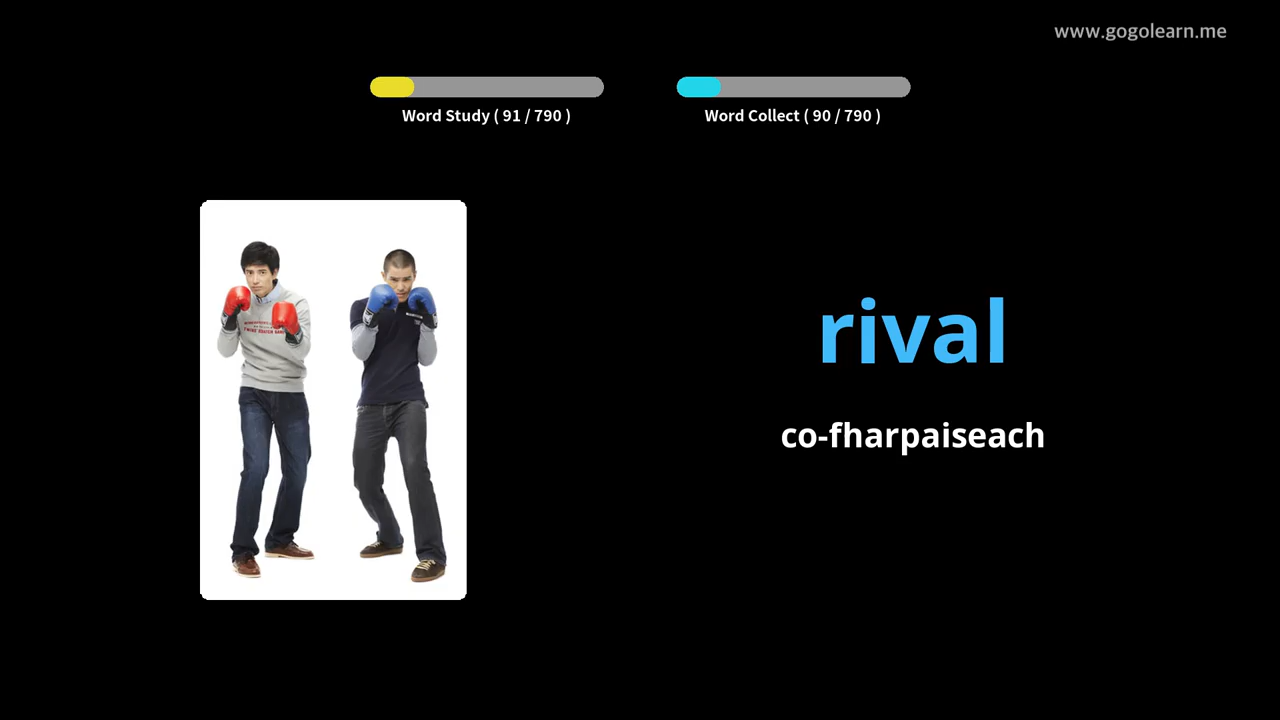 www.gogolearn.me
Word Study ( 91 / 790 )
Word Collect ( 90 / 790 )
rival
co-fharpaiseach